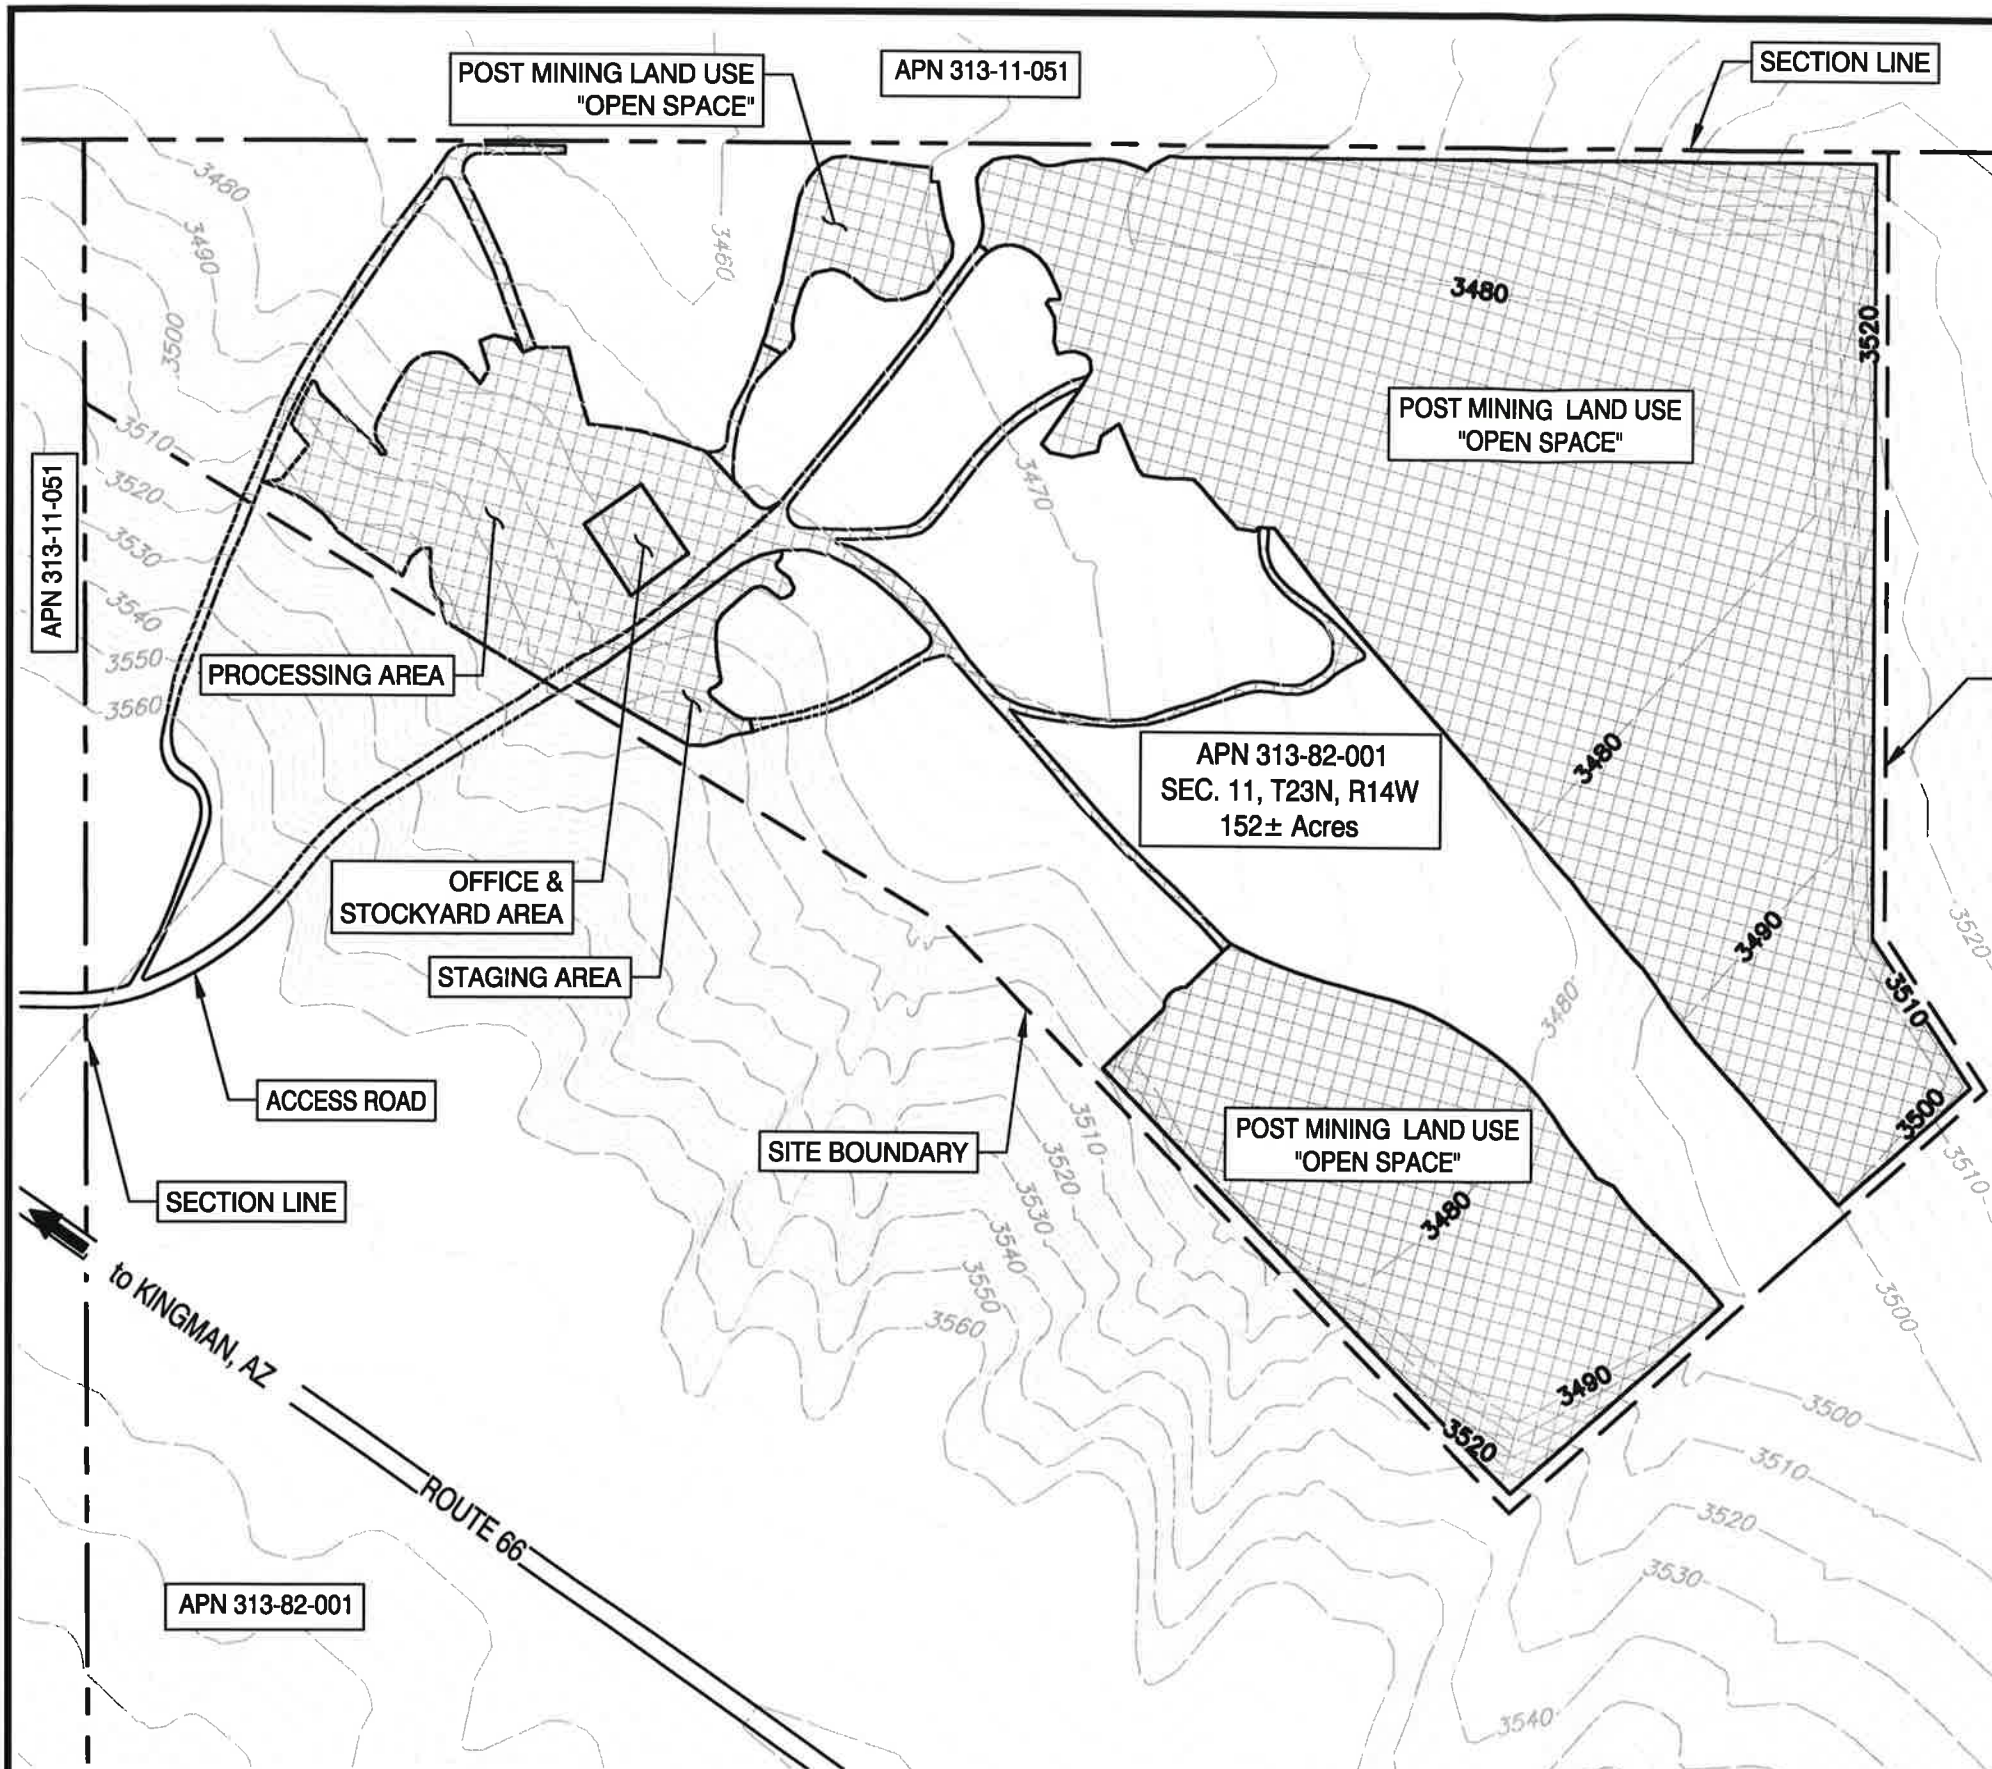 POST MINING LAND USE
"OPEN SPACE"
APN 313-11-051
SECTION LINE
3480
3490
3500
3460
3480
3520
POST MINING LAND USE
"OPEN SPACE"
3510
3520
3530
3540
3550
3560
APN 313-11-051
3470
PROCESSING AREA
APN 313-82-001
SEC. 11, T23N, R14W
152± Acres
3480
OFFICE &
STOCKYARD AREA
STAGING AREA
3490
3520
3510
3480
ACCESS ROAD
3500
POST MINING LAND USE
"OPEN SPACE"
SITE BOUNDARY
3510
3520
3530
3540
3550
3560
3510
SECTION LINE
3480
3500
to KINGMAN, AZ
3490
3500
3520
3510
ROUTE 66
3520
3530
APN 313-82-001
3540